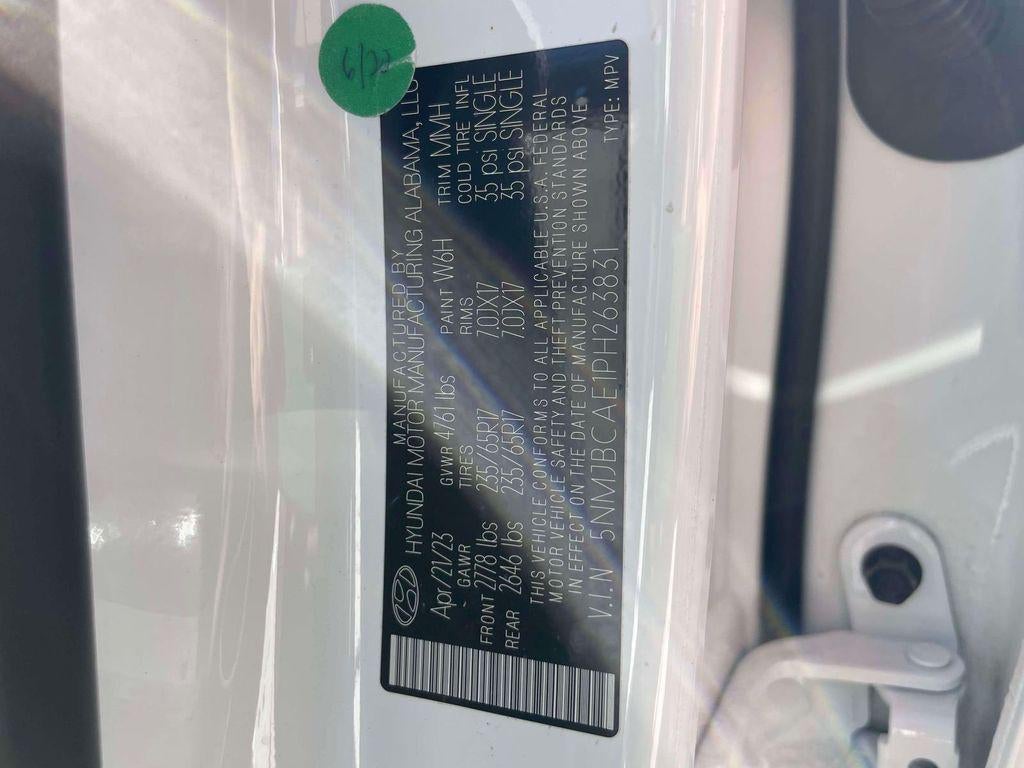 MANUFACTURED BY
HYUNDAI MOTOR MANUFACTURING ALABAMA, LLC
Apr/21/23 GVWR 4761 lbs PAINT W6H TRIM MMH
GAWR TIRES RIMS COLD TIRE INFL
FRONT 2778 lbs 235/65R17 7.0JX17 35 psi SINGLE
REAR 2646 lbs 235/65R17 7.0JX17 35 psi SINGLE
THIS VEHICLE CONFORMS TO ALL APPLICABLE U.S.A. FEDERAL
MOTOR VEHICLE SAFETY AND THEFT PREVENTION STANDARDS
IN EFFECT ON THE DATE OF MANUFACTURE SHOWN ABOVE.
V.I.N 5NMJBCAE1PH263831 TYPE: MPV